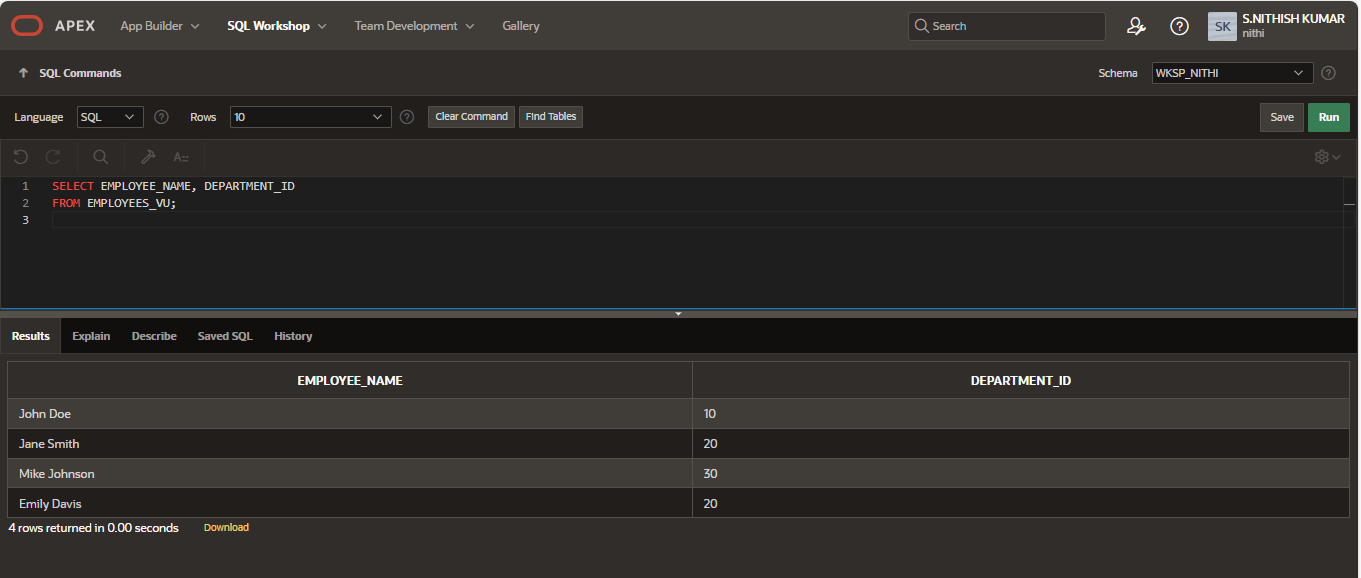 APEX App Builder SQL Workshop Team Development Gallery Search ? SK S.NITHISH KUMAR
nithi
SQL Commands Schema WKSP_NITHI ?
Language SQL ? Rows 10 ? Clear Command Find Tables Save Run
A::
1 SELECT EMPLOYEE_NAME, DEPARTMENT_ID
2 FROM EMPLOYEES_VU;
3
Results Explain Describe Saved SQL History
EMPLOYEE_NAME DEPARTMENT_ID
John Doe 10
Jane Smith 20
Mike Johnson 30
Emily Davis 20
4 rows returned in 0.00 seconds Download